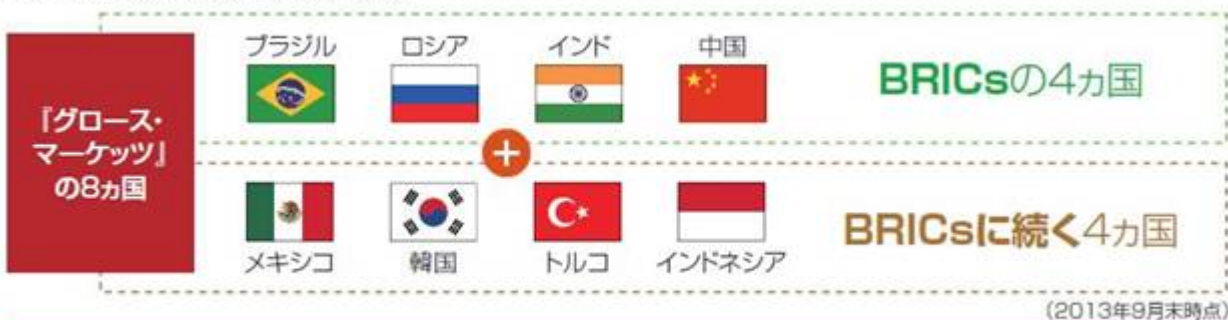 『グロース・
マーケッツ』
の8ヵ国
ブラジル ロシア インド 中国
BRICsの4ヵ国
+
メキシコ 韓国 トルコ インドネシア
BRICsに続く4ヵ国
(2013年9月末時点)